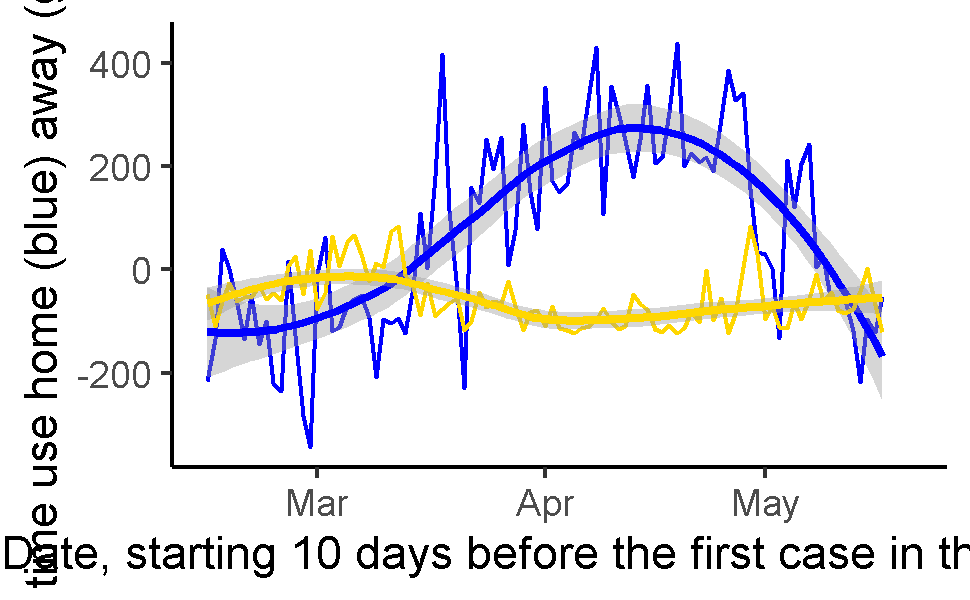 time use home (blue) away (
400
200
0
-200
Mar Apr May
Date, starting 10 days before the first case in th